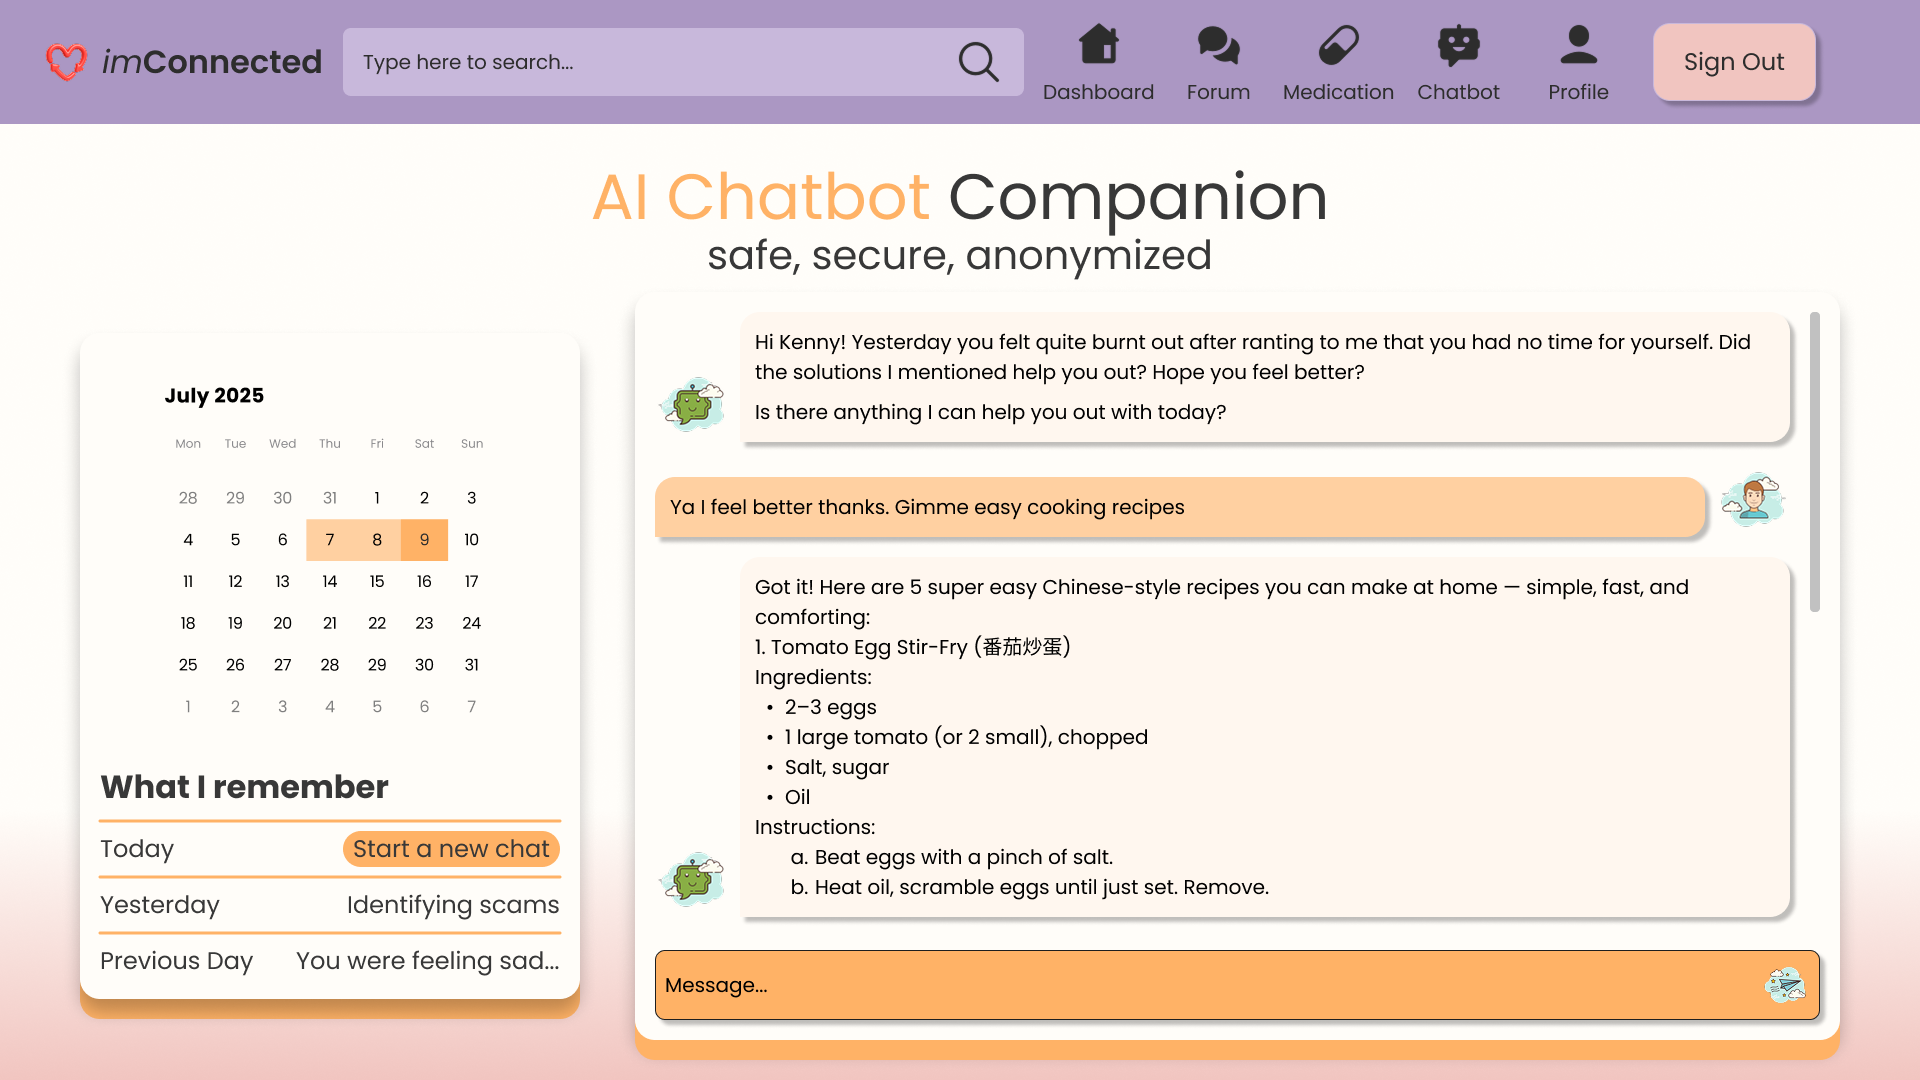 imConnected
Type here to search...
Dashboard
Forum
Medication
Chatbot
Profile
Sign Out
AI Chatbot Companion
safe, secure, anonymized
July 2025
Mon Tue Wed Thu Fri Sat Sun
28 29 30 31 1 2 3
4 5 6 7 8 9 10
11 12 13 14 15 16 17
18 19 20 21 22 23 24
25 26 27 28 29 30 31
1 2 3 4 5 6 7
What I remember
Today Start a new chat
Yesterday Identifying scams
Previous Day You were feeling sad...
Hi Kenny! Yesterday you felt quite burnt out after ranting to me that you had no time for yourself. Did
the solutions I mentioned help you out? Hope you feel better?
Is there anything I can help you out with today?
Ya I feel better thanks. Gimme easy cooking recipes
Got it! Here are 5 super easy Chinese-style recipes you can make at home — simple, fast, and
comforting:
1. Tomato Egg Stir-Fry (番茄炒蛋)
Ingredients:
• 2–3 eggs
• 1 large tomato (or 2 small), chopped
• Salt, sugar
• Oil
Instructions:
a. Beat eggs with a pinch of salt.
b. Heat oil, scramble eggs until just set. Remove.
Message...